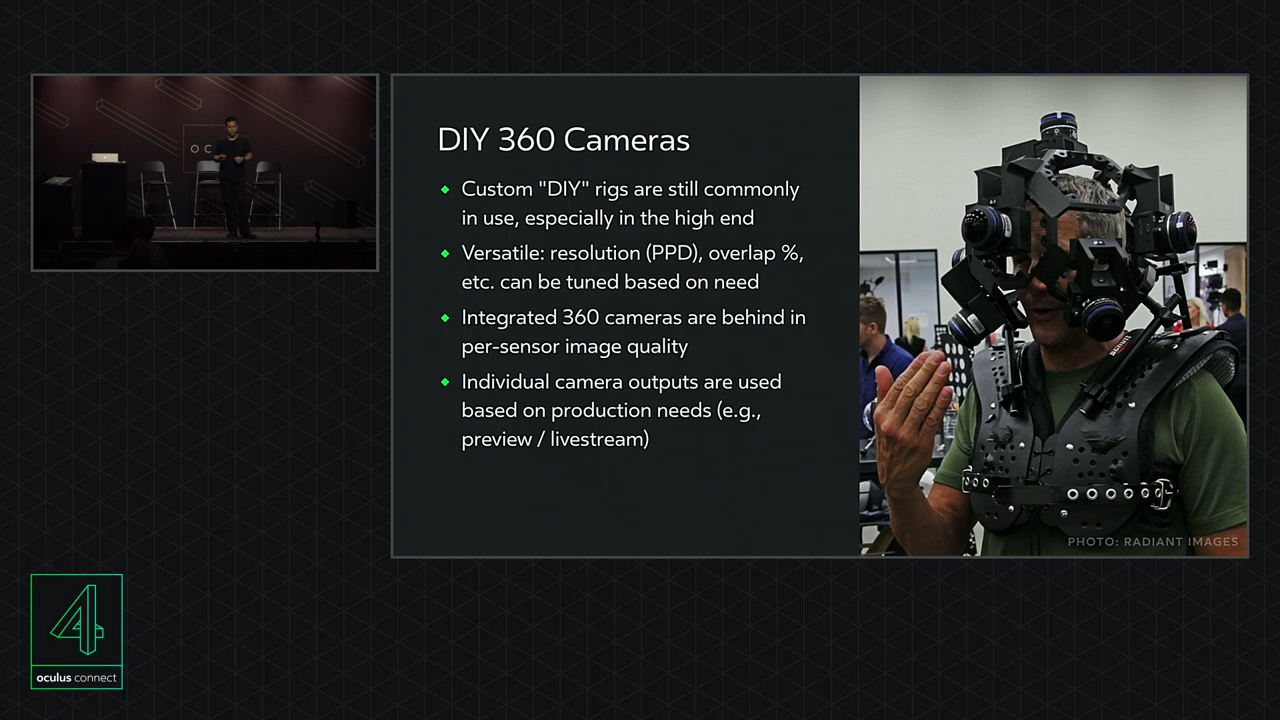 OC
DIY 360 Cameras
Custom "DIY" rigs are still commonly
in use, especially in the high end
Versatile: resolution (PPD), overlap %,
etc. can be tuned based on need
Integrated 360 cameras are behind in
per-sensor image quality
Individual camera outputs are used
based on production needs (e.g.,
preview / livestream)
PHOTO: RADIANT IMAGES
4
oculus connect